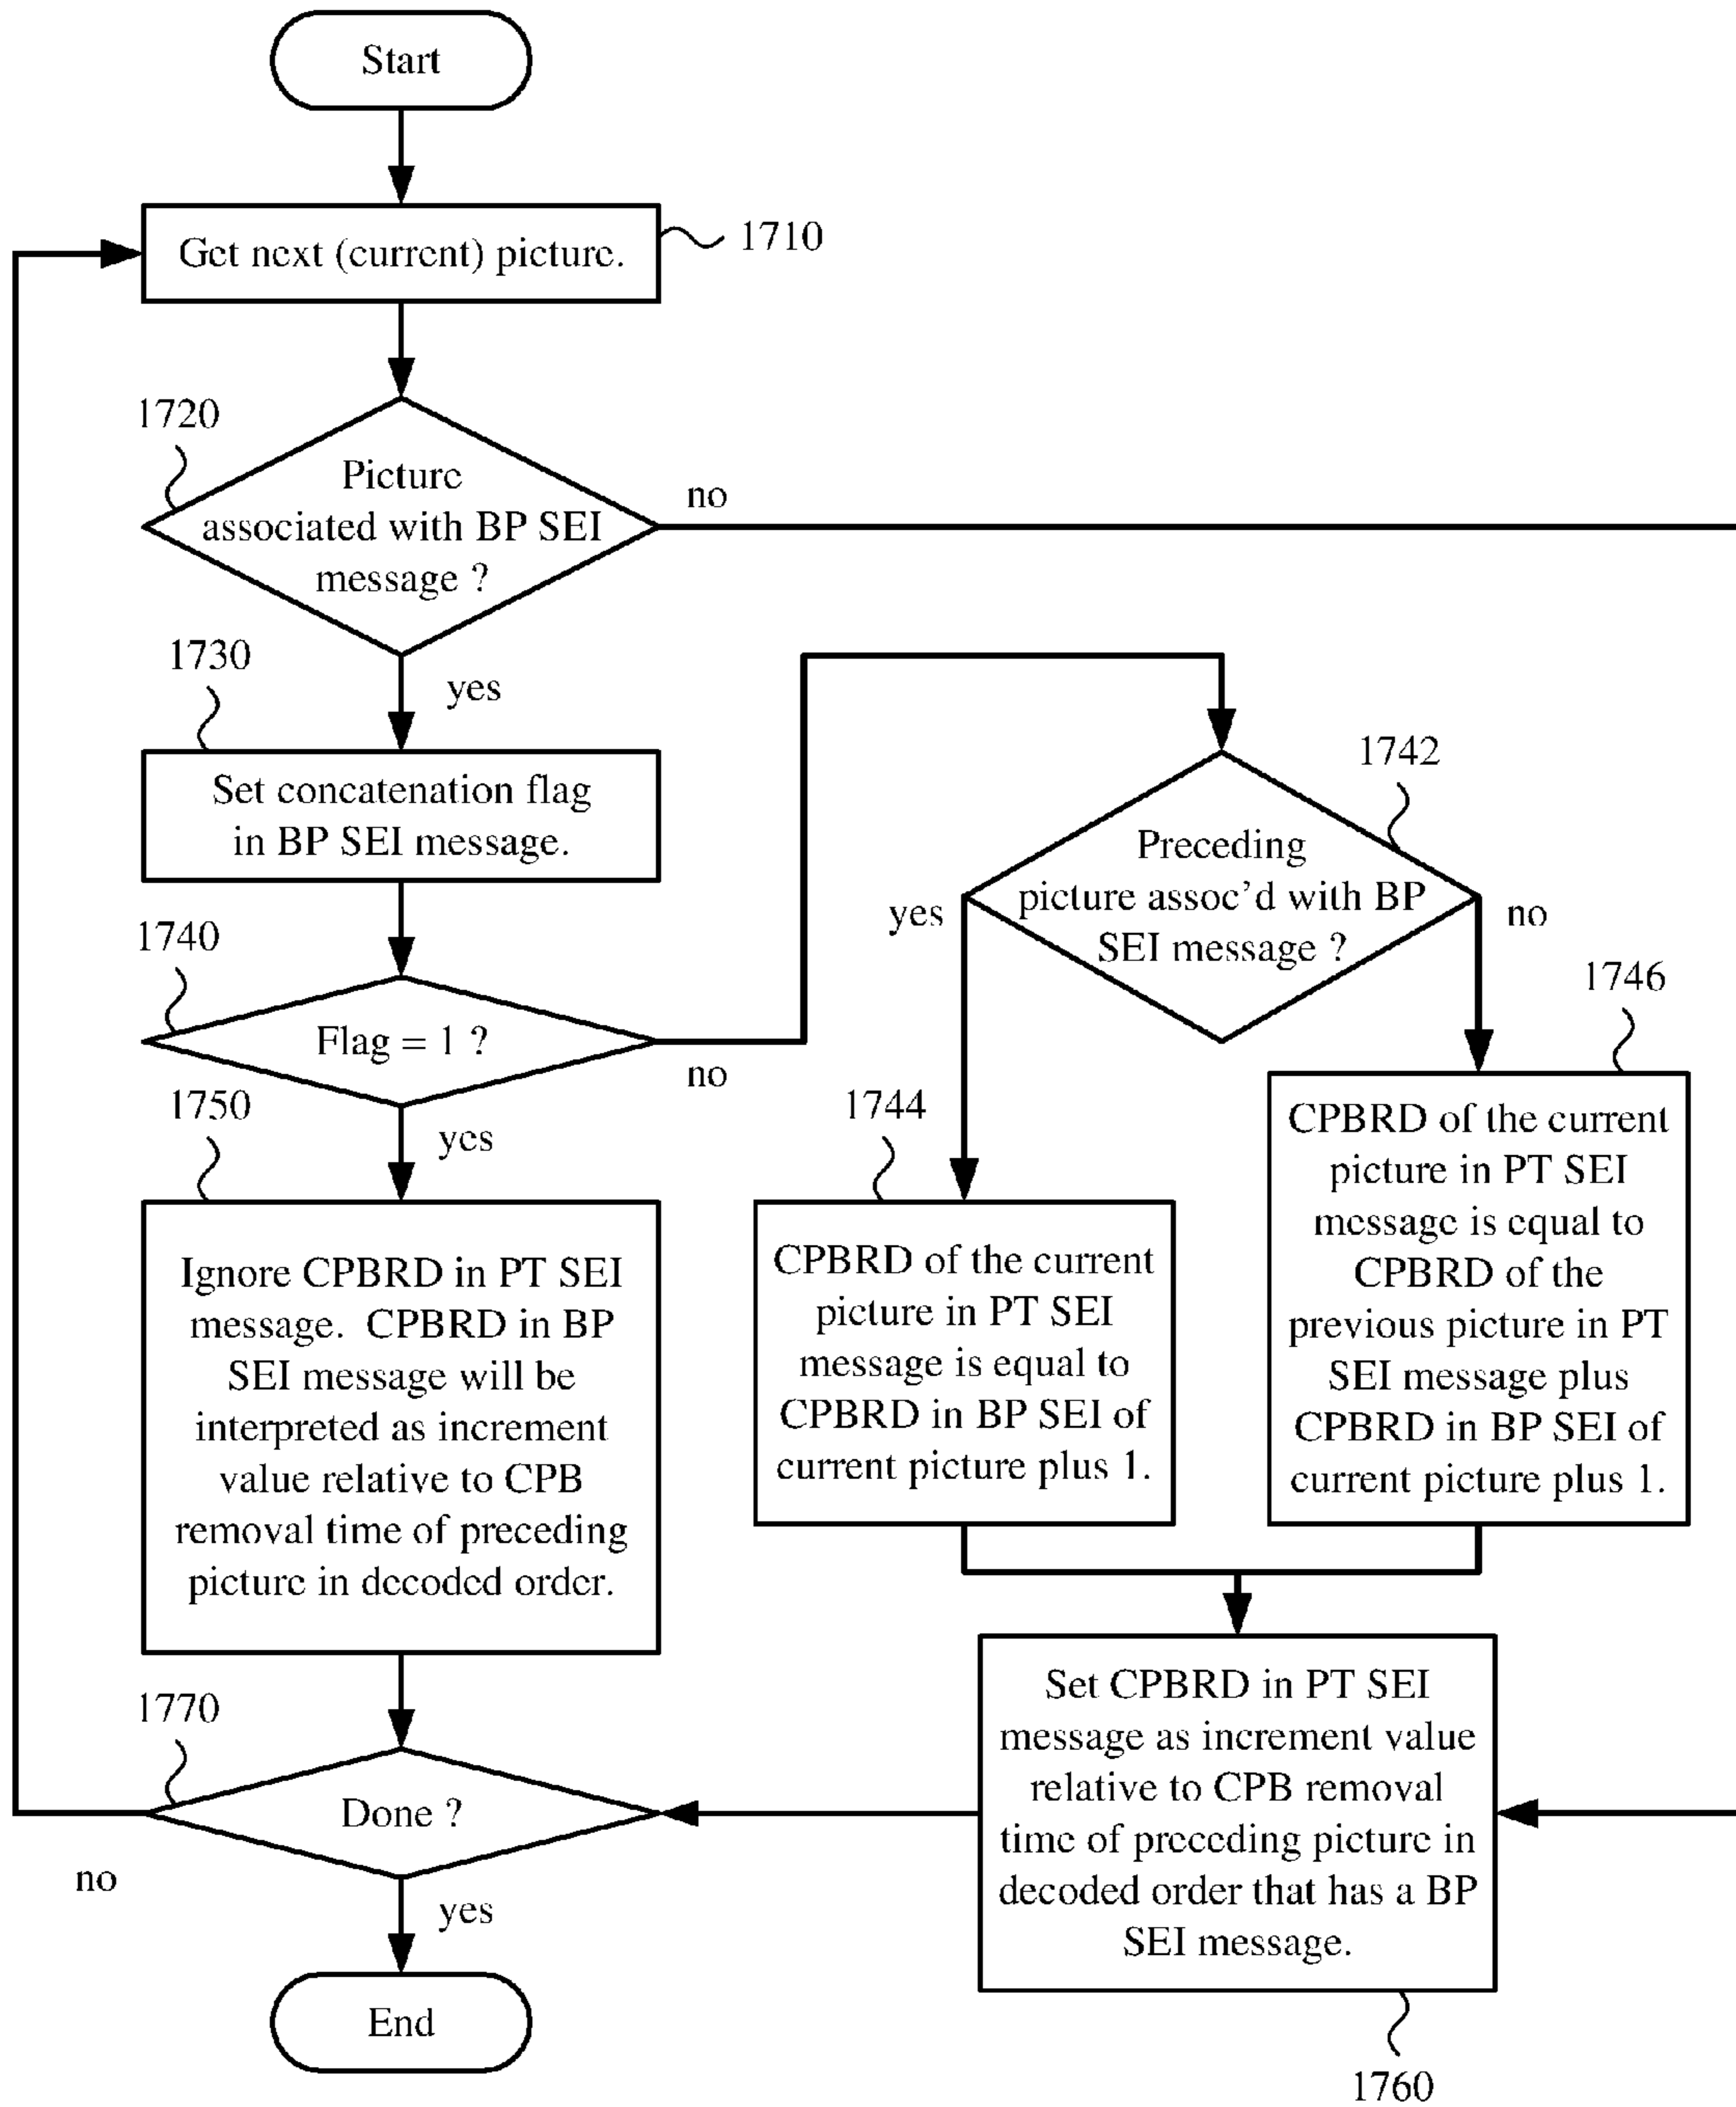 Start
Get next (current) picture.
1710
1720
Picture
associated with BP SEI
message ?
no
yes
1730
Set concatenation flag
in BP SEI message.
1740
Flag = 1 ?
no
yes
1742
Preceding
picture assoc'd with BP
SEI message ?
yes
no
1744
CPBRD of the current
picture in PT SEI
message is equal to
CPBRD in BP SEI of
current picture plus 1.
1746
CPBRD of the current
picture in PT SEI
message is equal to
CPBRD of the
previous picture in PT
SEI message plus
CPBRD in BP SEI of
current picture plus 1.
1750
Ignore CPBRD in PT SEI
message. CPBRD in BP
SEI message will be
interpreted as increment
value relative to CPB
removal time of preceding
picture in decoded order.
Set CPBRD in PT SEI
message as increment value
relative to CPB removal
time of preceding picture in
decoded order that has a BP
SEI message.
1760
1770
Done ?
no
yes
End